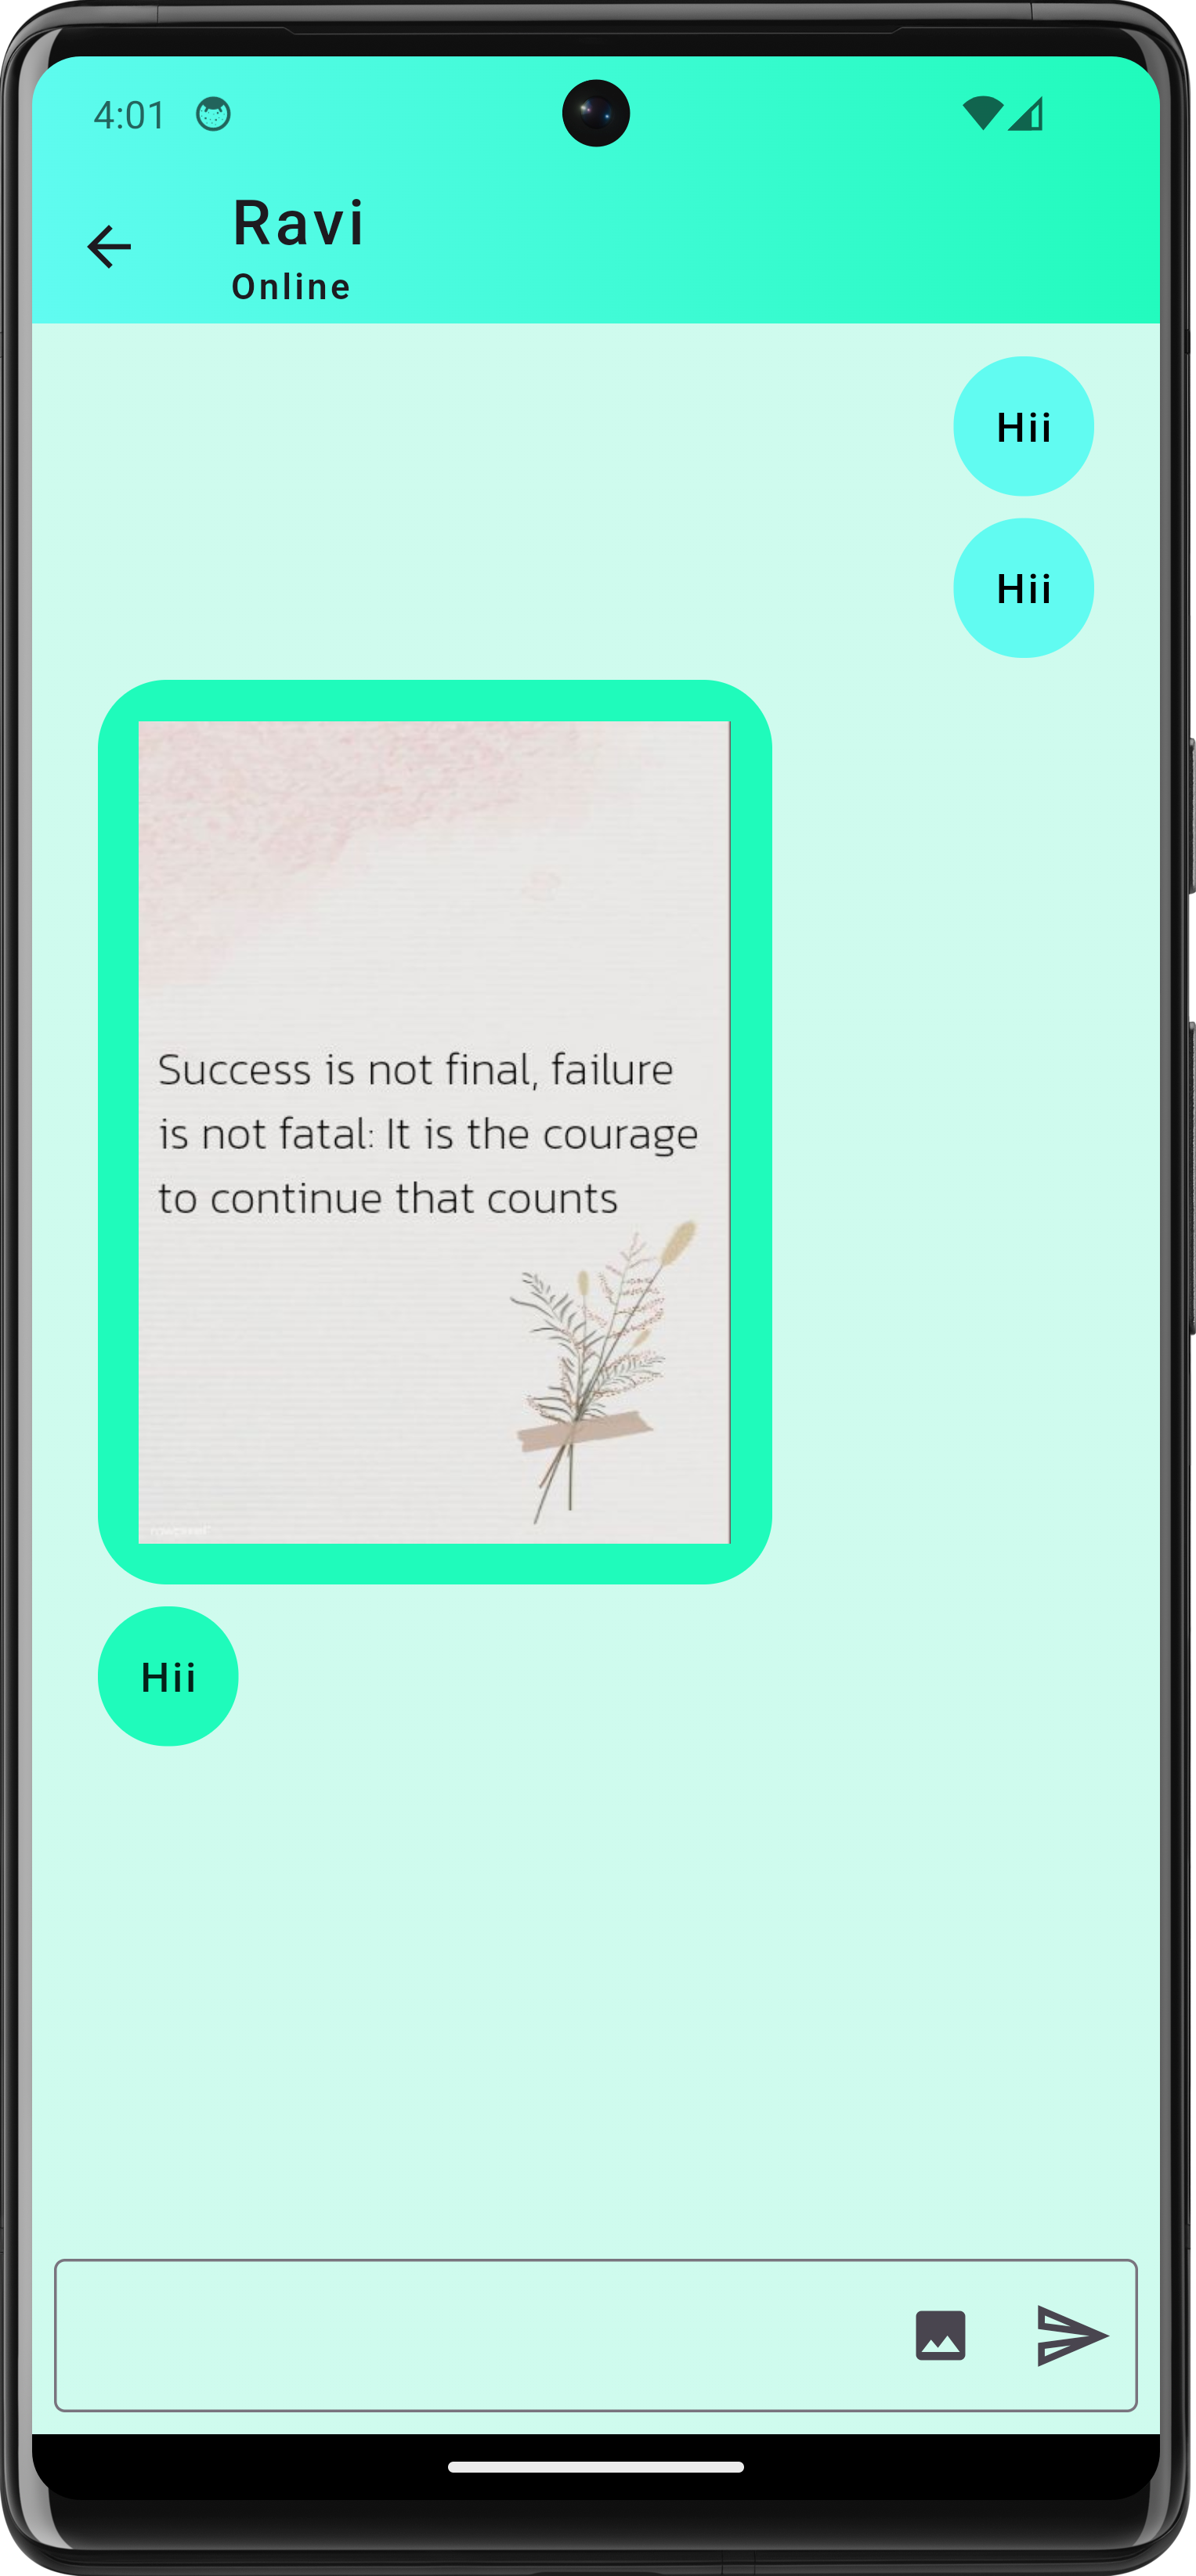 4:01
Ravi
Online
Hii
Hii
Success is not final, failure
is not fatal: It is the courage
to continue that counts
rawpixel
Hii